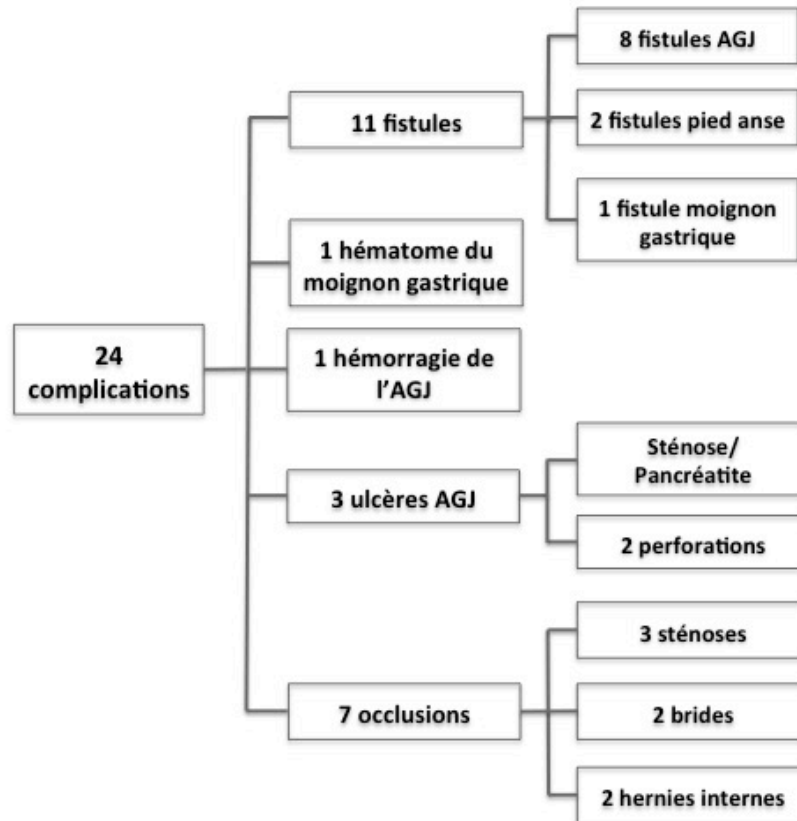 24
complications
11 fistules
8 fistules AGJ
2 fistules pied anse
1 fistule moignon
gastrique
1 hématome du
moignon gastrique
1 hémorragie de
l’AGJ
3 ulcères AGJ
Sténose/
Pancréatite
2 perforations
7 occlusions
3 sténoses
2 brides
2 hernies internes